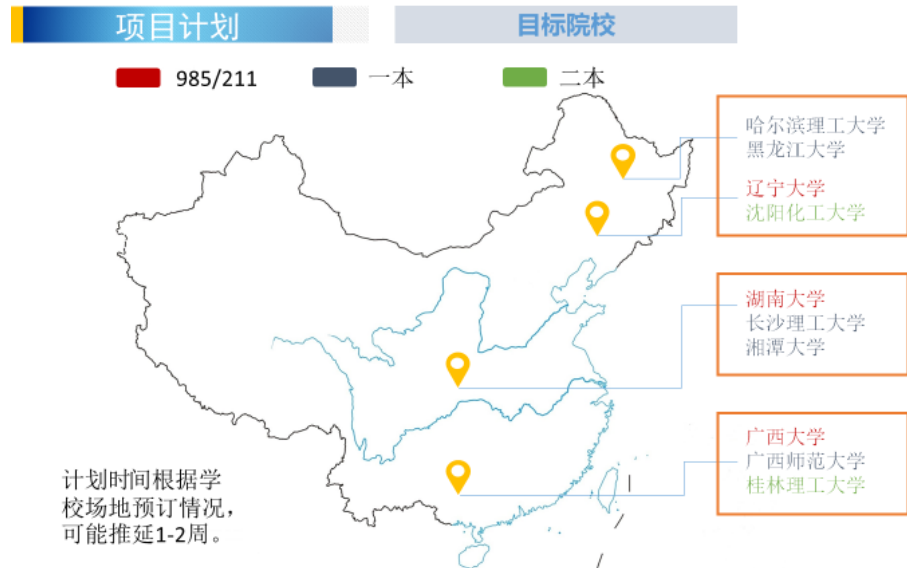 项目计划
目标院校
985/211
一本
二本
哈尔滨理工大学
黑龙江大学
辽宁大学
沈阳化工大学
湖南大学
长沙理工大学
湘潭大学
广西大学
广西师范大学
桂林理工大学
计划时间根据学
校场地预订情况，
可能推延1-2周。